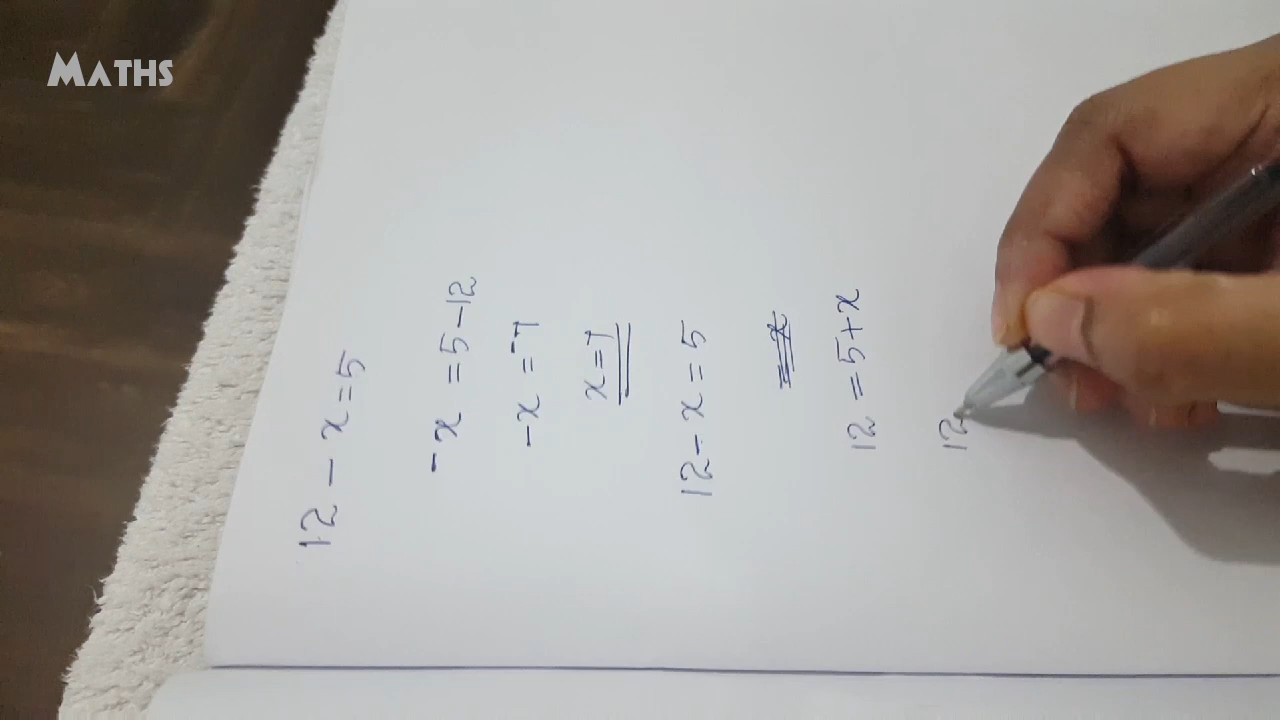 MATHS
12 - x = 5
-x = 5-12
-x = -7
x = 7
12 - x = 5
12 = 5+x
12